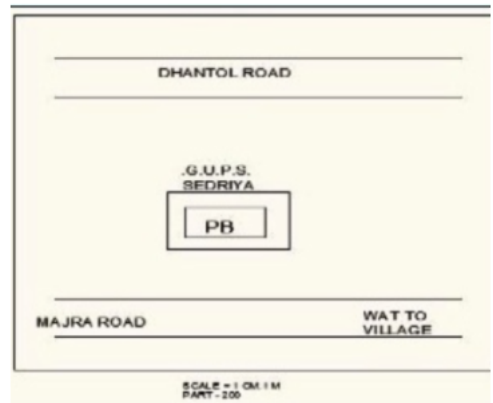 DHANTOL ROAD
.G.U.P.S.
SEDRIYA
PB
MAJRA ROAD
WAT TO
VILLAGE
SCALE = 1 CM 1 M
PART - 200